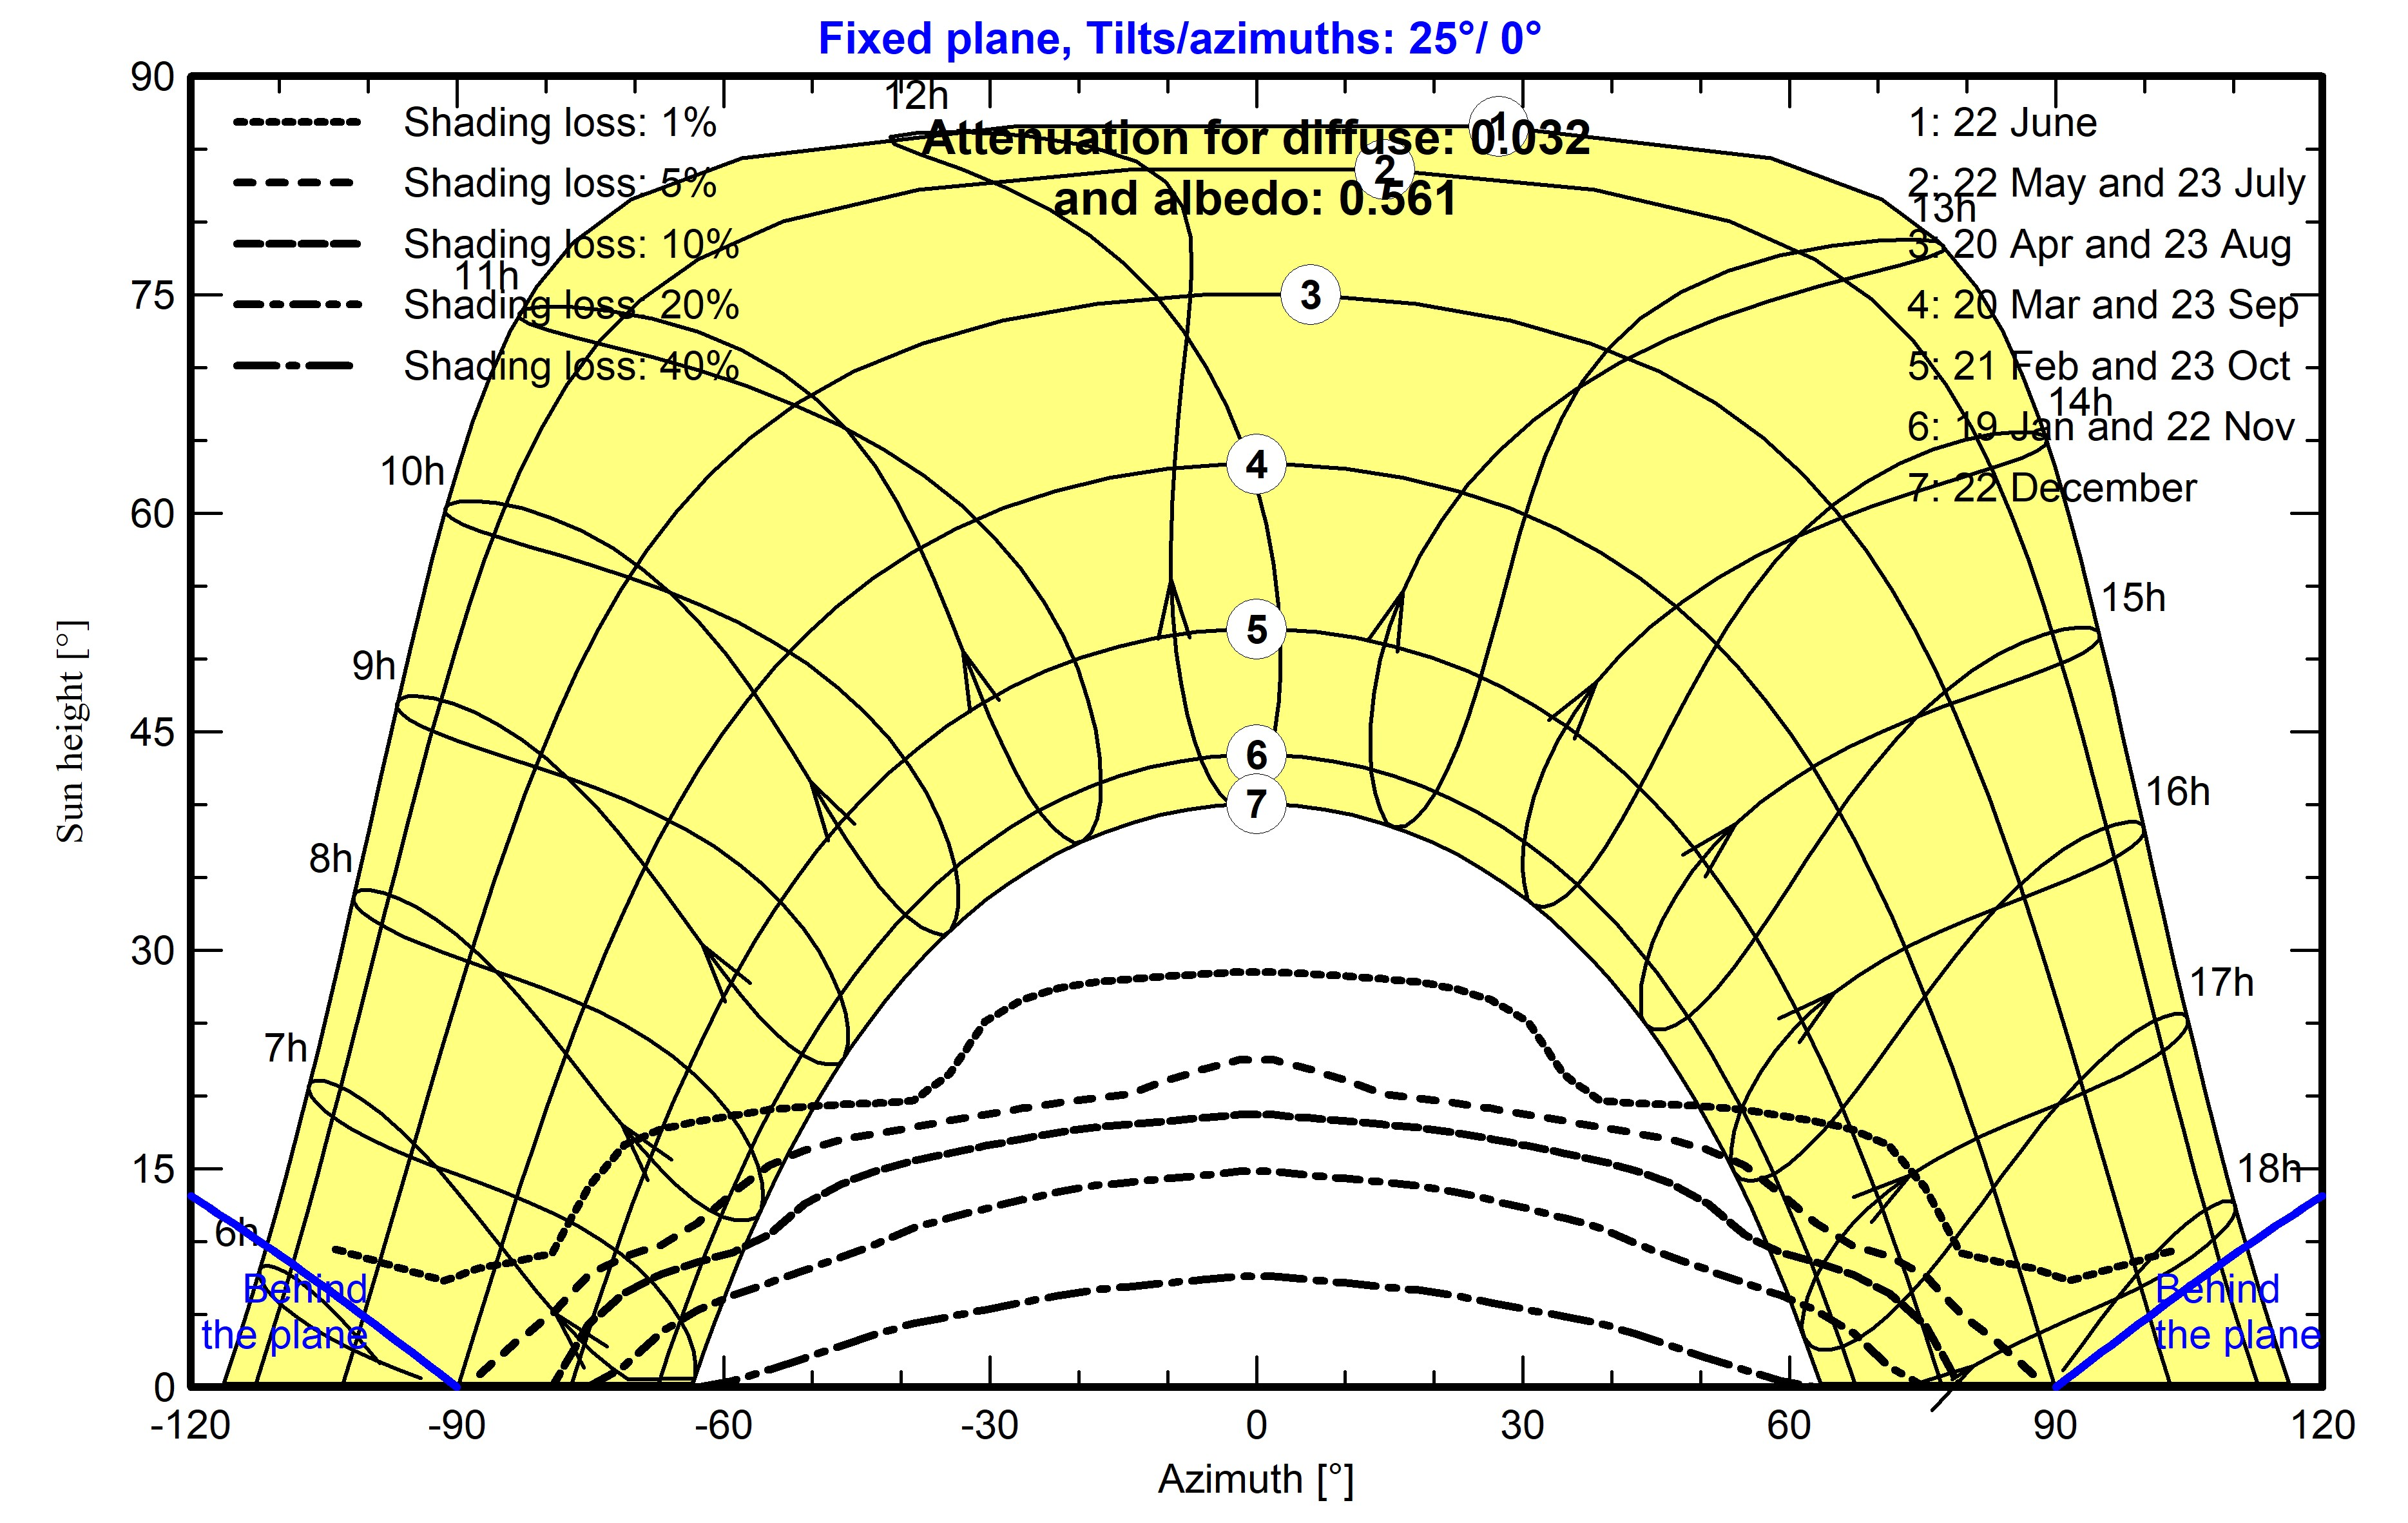 Fixed plane, Tilts/azimuths: 25°/ 0°
90
75
60
45
30
15
0
Sun height [°]
Shading loss: 1%
Shading loss: 5%
Shading loss: 10%
Shading loss: 20%
Shading loss: 40%
Attenuation for diffuse: 0.032
and albedo: 0.561
1: 22 June
2: 22 May and 23 July
3: 20 Apr and 23 Aug
4: 20 Mar and 23 Sep
5: 21 Feb and 23 Oct
6: 19 Jan and 22 Nov
7: 22 December
6h
7h
8h
9h
10h
11h
12h
13h
14h
15h
16h
17h
18h
1
2
3
4
5
6
7
Behind
the plane
Behind
the plane
-120 -90 -60 -30 0 30 60 90 120
Azimuth [°]